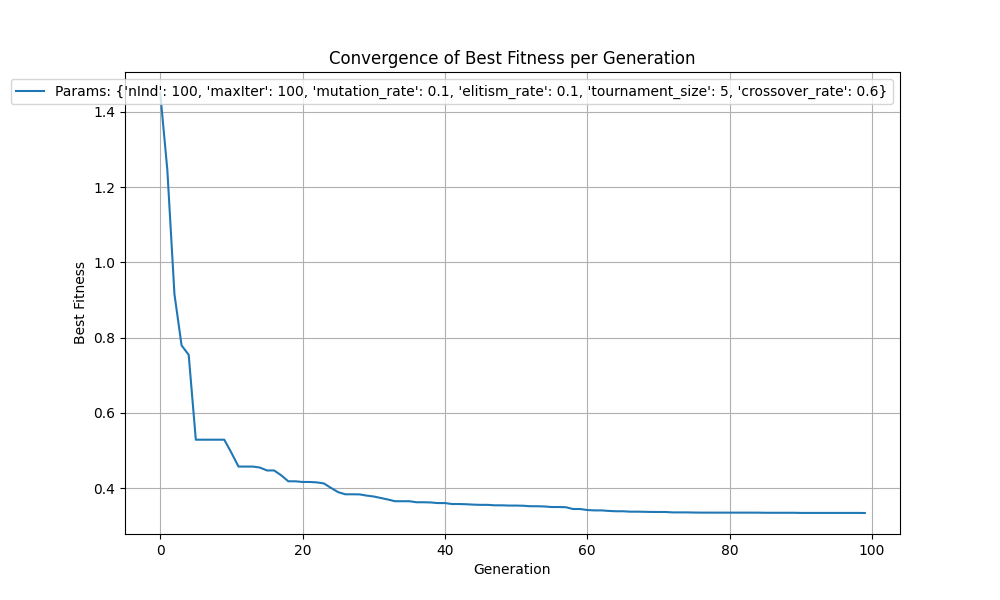 Convergence of Best Fitness per Generation
Params: {'nInd': 100, 'maxIter': 100, 'mutation_rate': 0.1, 'elitism_rate': 0.1, 'tournament_size': 5, 'crossover_rate': 0.6}
1.4
1.2
1.0
0.8
0.6
0.4
Best Fitness
0 20 40 60 80 100
Generation